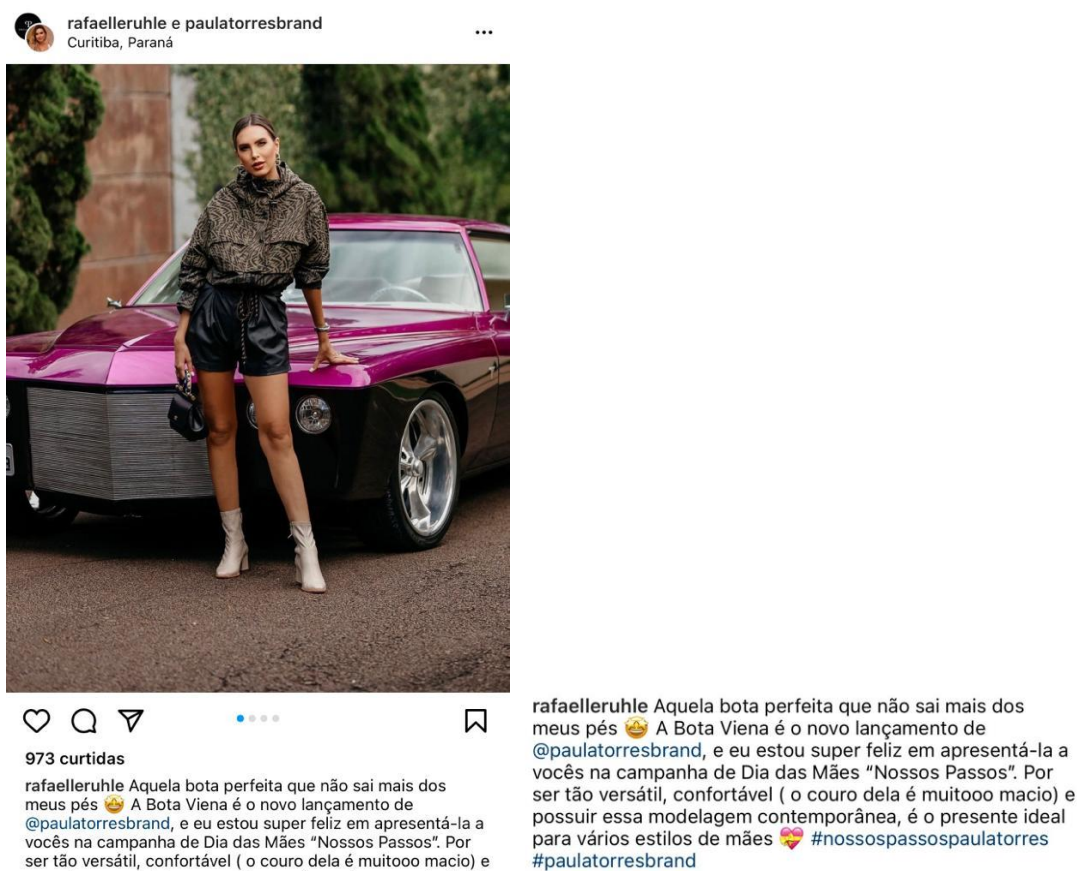 rafaelleruhle e paulatorresbrand
Curitiba, Paraná
973 curtidas
rafaelleruhle Aquela bota perfeita que não sai mais dos
meus pés 🤩 A Bota Viena é o novo lançamento de
@paulatorresbrand, e eu estou super feliz em apresentá-la a
vocês na campanha de Dia das Mães “Nossos Passos”. Por
ser tão versátil, confortável ( o couro dela é muitooo macio) e
rafaelleruhle Aquela bota perfeita que não sai mais dos
meus pés 🤩 A Bota Viena é o novo lançamento de
@paulatorresbrand, e eu estou super feliz em apresentá-la a
vocês na campanha de Dia das Mães “Nossos Passos”. Por
ser tão versátil, confortável ( o couro dela é muitooo macio) e
possuir essa modelagem contemporânea, é o presente ideal
para vários estilos de mães 💝 #nossospassospaulatorres
#paulatorresbrand